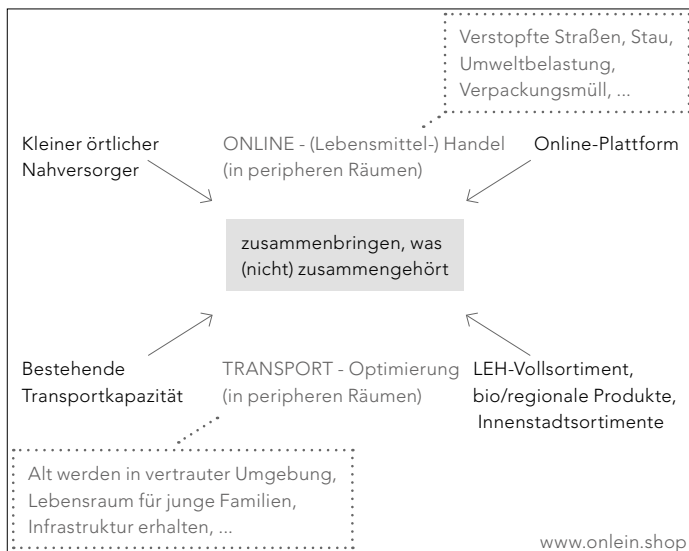 Verstopfte Straßen, Stau,
Umweltbelastung,
Verpackungsmüll, ...
Kleiner örtlicher
Nahversorger
ONLINE - (Lebensmittel-) Handel
(in peripheren Räumen)
Online-Plattform
zusammenbringen, was
(nicht) zusammengehört
Bestehende
Transportkapazität
TRANSPORT - Optimierung
(in peripheren Räumen)
LEH-Vollsortiment,
bio/regionale Produkte,
Innenstadtsortimente
Alt werden in vertrauter Umgebung,
Lebensraum für junge Familien,
Infrastruktur erhalten, ...
www.onlein.shop